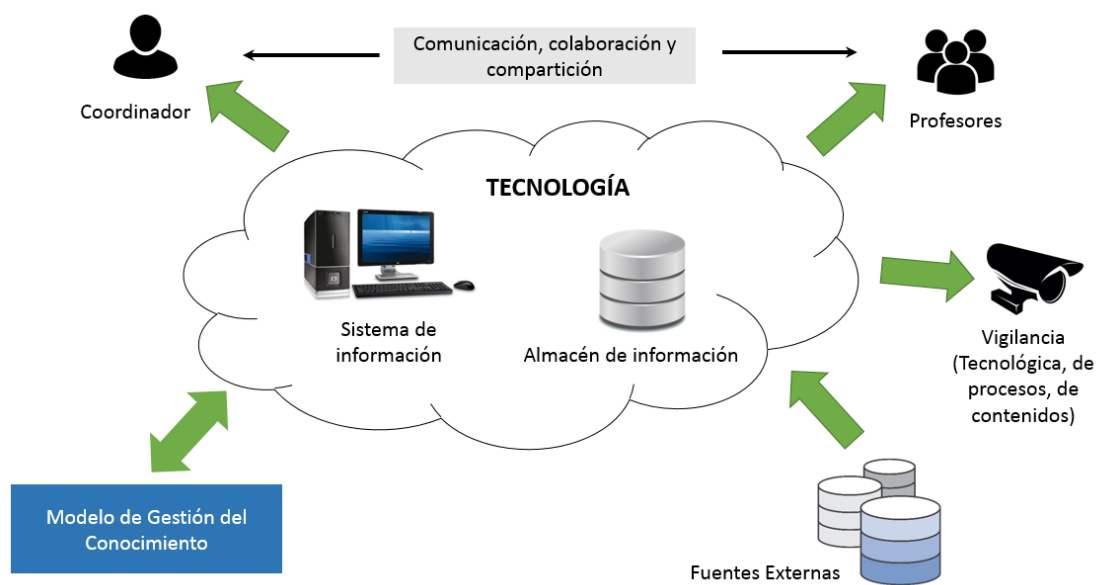 Comunicación, colaboración y
compartición
Coordinador
Profesores
TECNOLOGÍA
Sistema de
información
Almacén de información
Vigilancia
(Tecnológica, de
procesos, de
contenidos)
Modelo de Gestión del
Conocimiento
Fuentes Externas